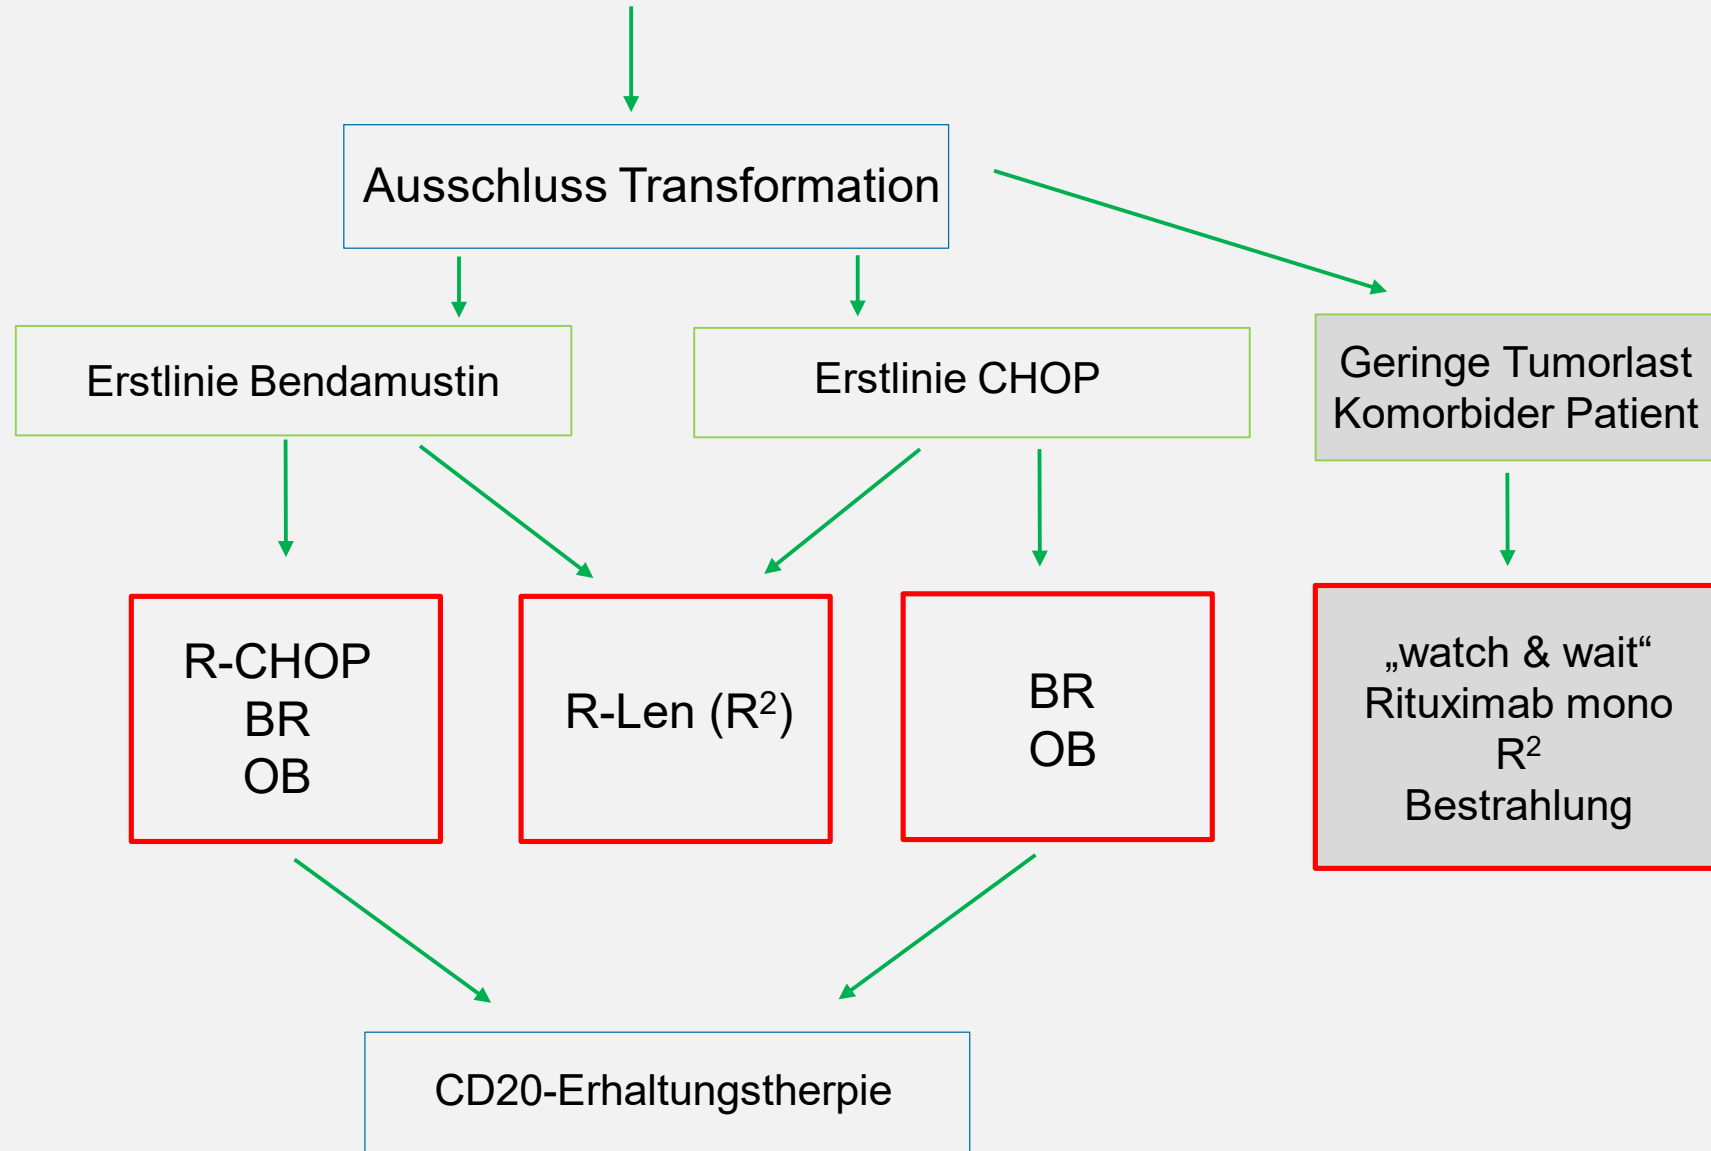 Ausschluss Transformation
Erstlinie Bendamustin
Erstlinie CHOP
Geringe Tumorlast
Komorbider Patient
R-CHOP
BR
OB
R-Len (R²)
BR
OB
„watch & wait“
Rituximab mono
R²
Bestrahlung
CD20-Erhaltungstherpie